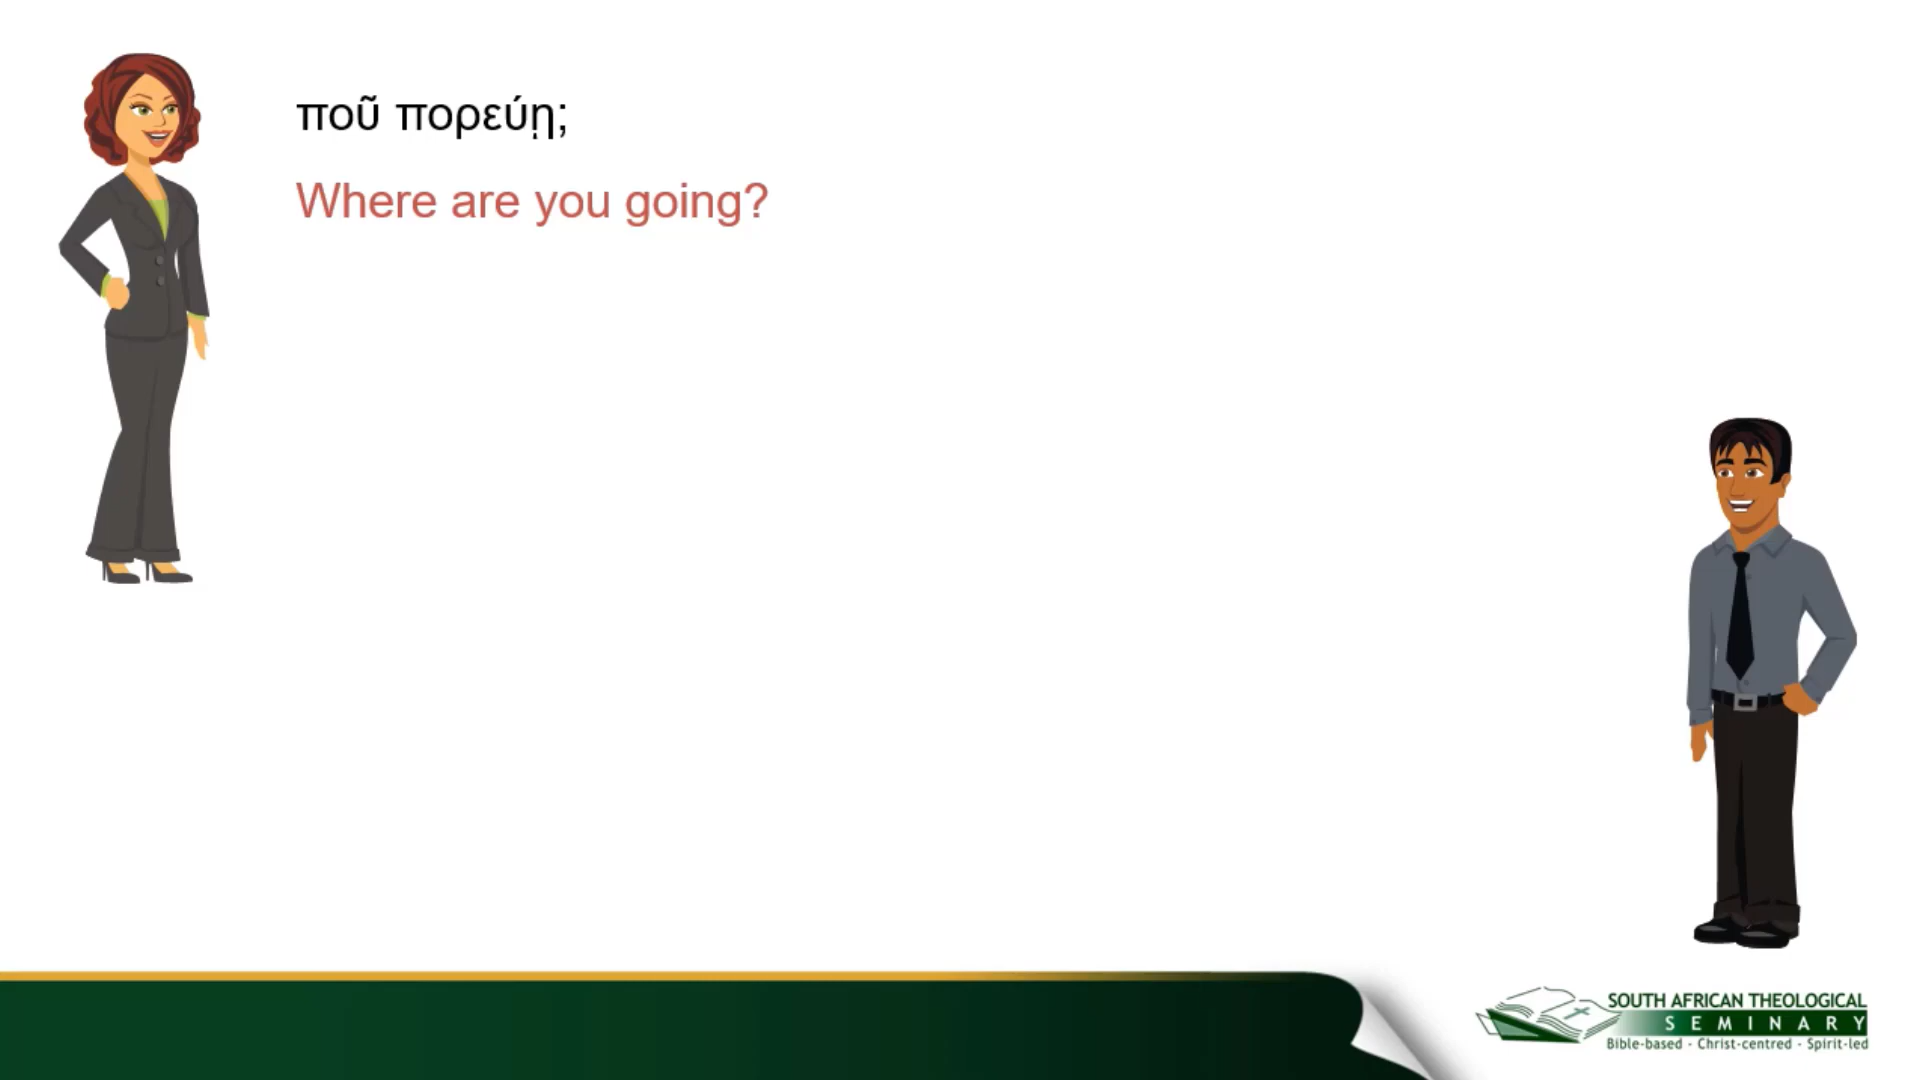 ποῦ πορεύῃ;
Where are you going?
SOUTH AFRICAN THEOLOGICAL
SEMINARY
Bible-based - Christ-centred - Spirit-led